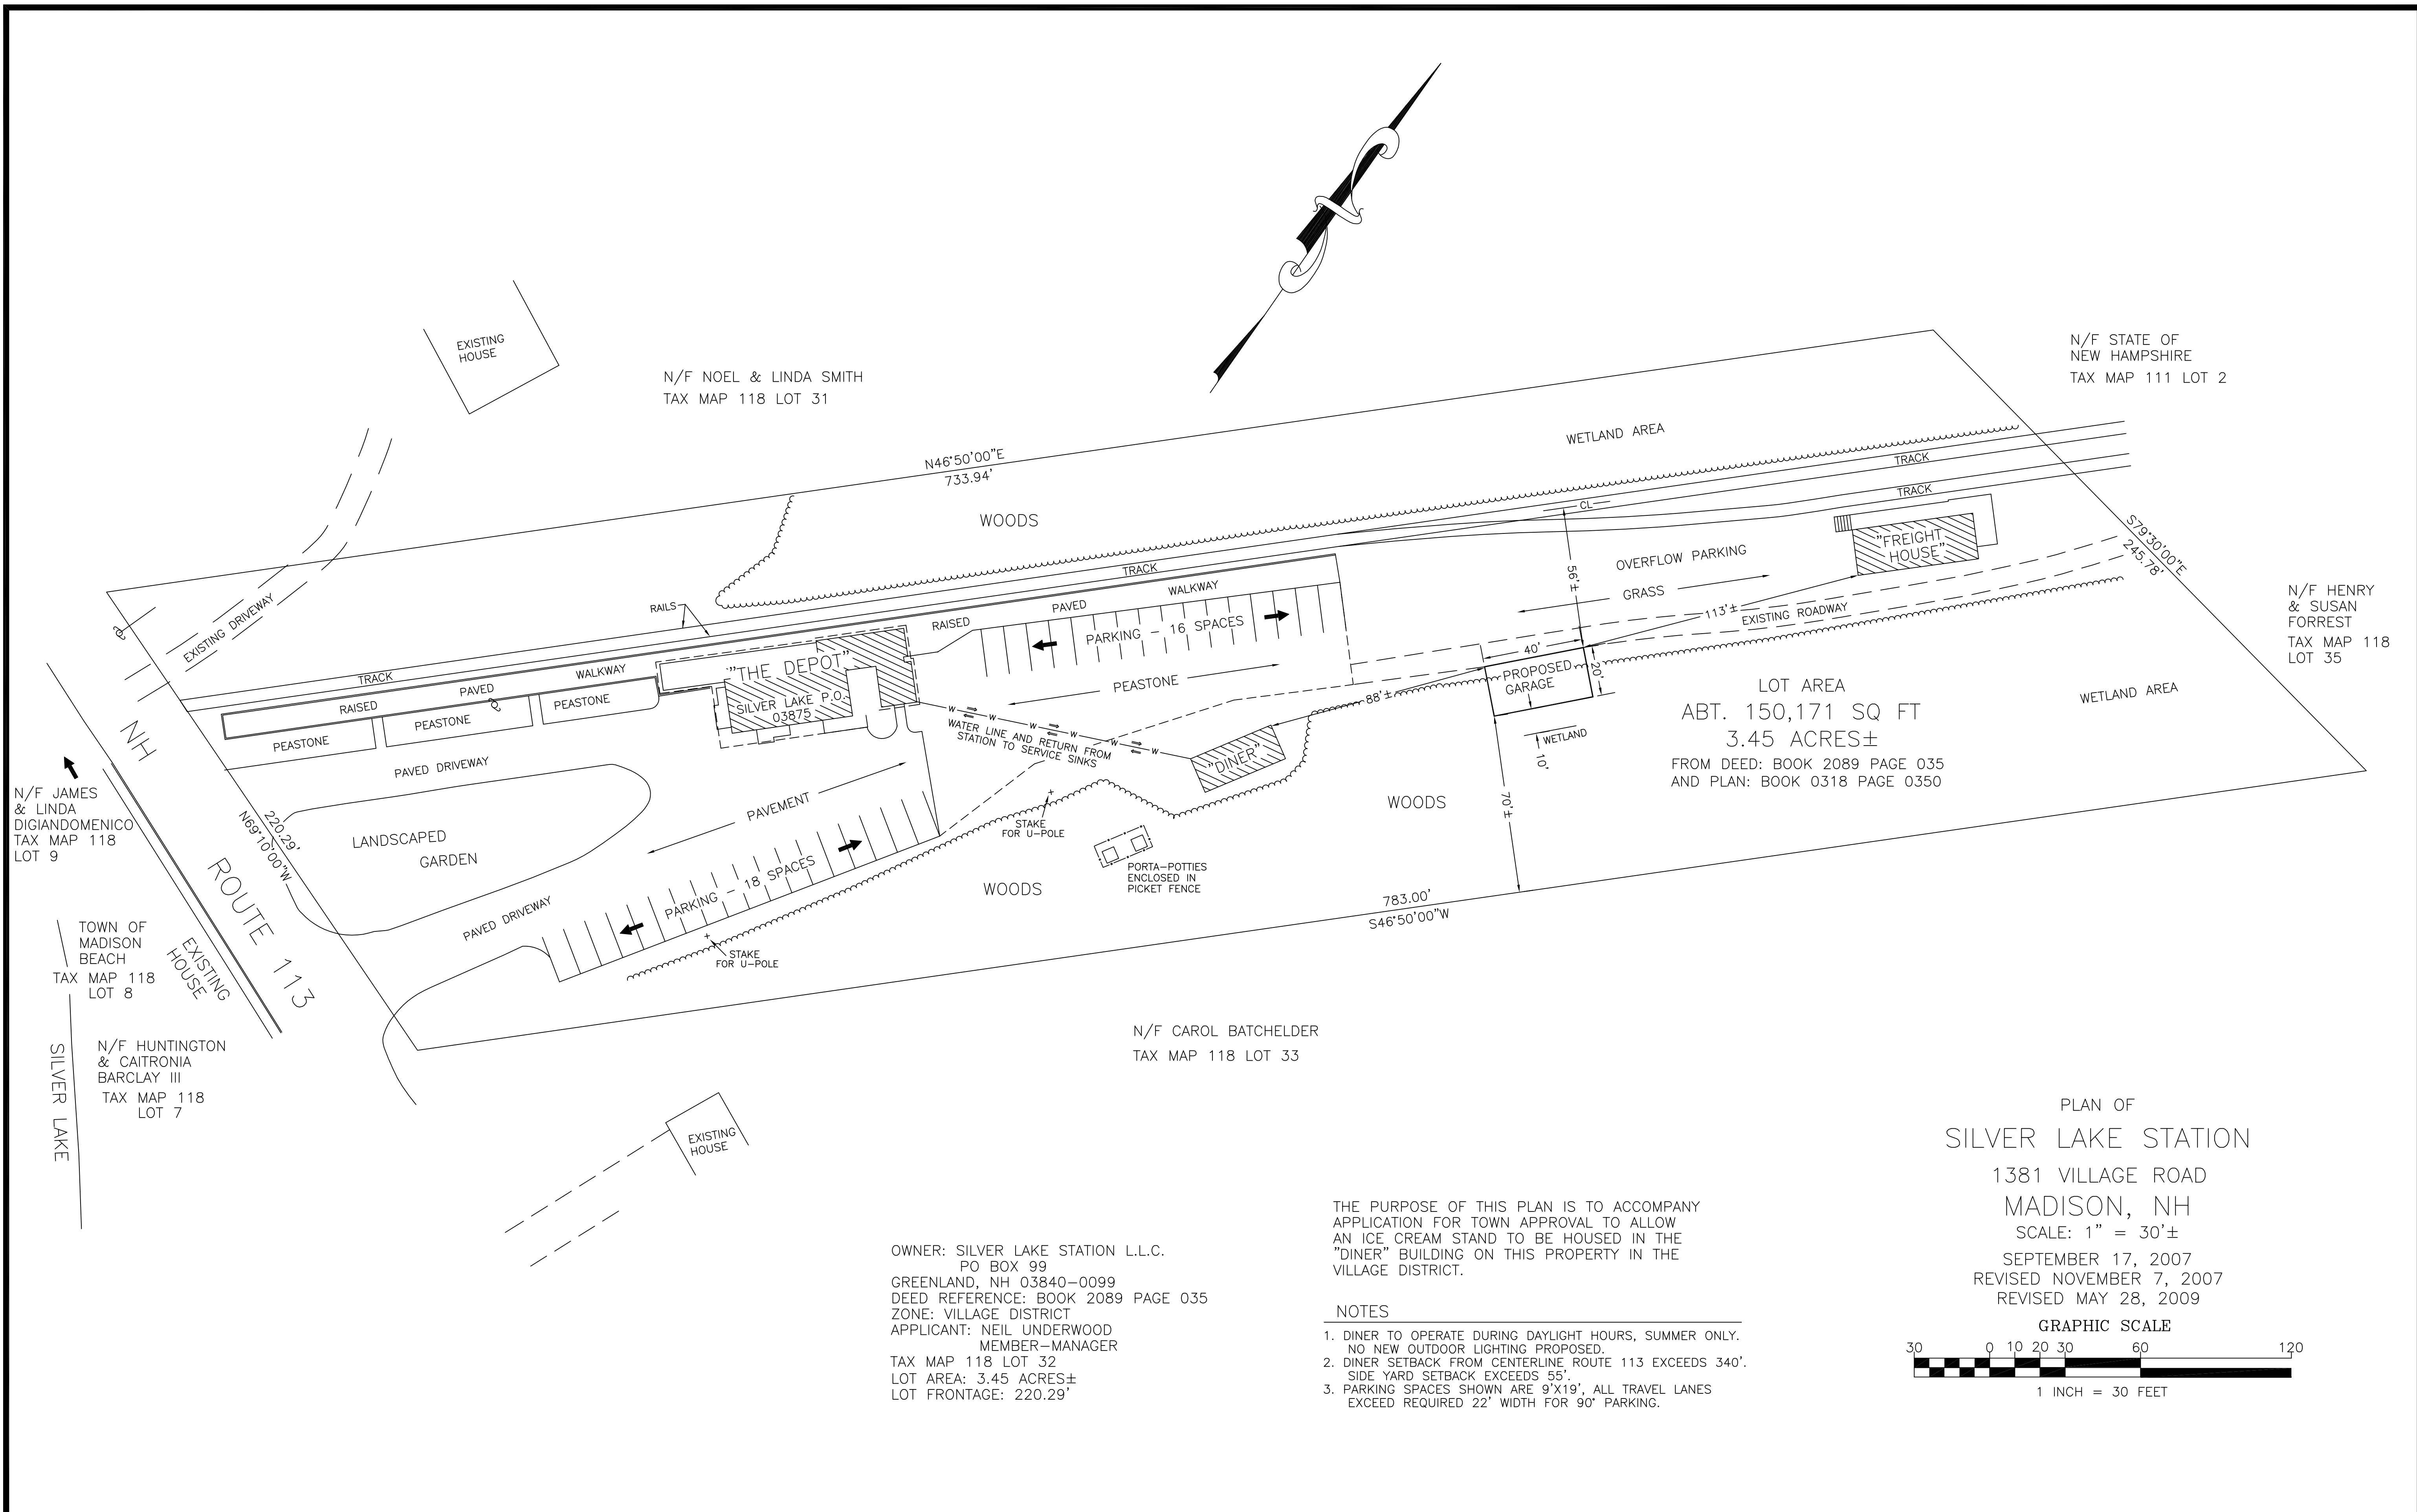 EXISTING
HOUSE
N/F NOEL & LINDA SMITH
TAX MAP 118 LOT 31
N/F STATE OF
NEW HAMPSHIRE
TAX MAP 111 LOT 2
N46°50'00"E
733.94'
WETLAND AREA
WOODS
TRACK
TRACK
CL
S79°30'00"E
245.78'
"FREIGHT
HOUSE"
OVERFLOW PARKING
GRASS
56'±
113'±
EXISTING ROADWAY
N/F HENRY
& SUSAN
FORREST
TAX MAP 118
LOT 35
EXISTING DRIVEWAY
RAILS
TRACK
RAISED PAVED WALKWAY
PARKING - 16 SPACES
PEASTONE
TRACK
RAISED PAVED WALKWAY
PEASTONE
PEASTONE
PEASTONE
"THE DEPOT"
SILVER LAKE P.O.
03875
40'
20'
PROPOSED
GARAGE
88'±
W W W W W W
WATER LINE AND RETURN FROM
STATION TO SERVICE SINKS
"DINER"
WETLAND
10'
70'±
LOT AREA
ABT. 150,171 SQ FT
3.45 ACRES±
FROM DEED: BOOK 2089 PAGE 035
AND PLAN: BOOK 0318 PAGE 0350
WETLAND AREA
WOODS
NH ROUTE 113
PAVED DRIVEWAY
220.29'
N69°10'00"W
LANDSCAPED
GARDEN
PAVEMENT
PARKING - 18 SPACES
PAVED DRIVEWAY
STAKE
FOR U-POLE
STAKE
FOR U-POLE
PORTA-POTTIES
ENCLOSED IN
PICKET FENCE
WOODS
783.00'
S46°50'00"W
N/F JAMES
& LINDA
DIGIANDOMENICO
TAX MAP 118
LOT 9
TOWN OF
MADISON
BEACH
TAX MAP 118
LOT 8
EXISTING
HOUSE
N/F HUNTINGTON
& CAITRONIA
BARCLAY III
TAX MAP 118
LOT 7
SILVER LAKE
N/F CAROL BATCHELDER
TAX MAP 118 LOT 33
EXISTING
HOUSE
OWNER: SILVER LAKE STATION L.L.C.
PO BOX 99
GREENLAND, NH 03840-0099
DEED REFERENCE: BOOK 2089 PAGE 035
ZONE: VILLAGE DISTRICT
APPLICANT: NEIL UNDERWOOD
MEMBER-MANAGER
TAX MAP 118 LOT 32
LOT AREA: 3.45 ACRES±
LOT FRONTAGE: 220.29'
THE PURPOSE OF THIS PLAN IS TO ACCOMPANY
APPLICATION FOR TOWN APPROVAL TO ALLOW
AN ICE CREAM STAND TO BE HOUSED IN THE
"DINER" BUILDING ON THIS PROPERTY IN THE
VILLAGE DISTRICT.
NOTES
1. DINER TO OPERATE DURING DAYLIGHT HOURS, SUMMER ONLY.
NO NEW OUTDOOR LIGHTING PROPOSED.
2. DINER SETBACK FROM CENTERLINE ROUTE 113 EXCEEDS 340'.
SIDE YARD SETBACK EXCEEDS 55'.
3. PARKING SPACES SHOWN ARE 9'X19', ALL TRAVEL LANES
EXCEED REQUIRED 22' WIDTH FOR 90° PARKING.
PLAN OF
SILVER LAKE STATION
1381 VILLAGE ROAD
MADISON, NH
SCALE: 1" = 30'±
SEPTEMBER 17, 2007
REVISED NOVEMBER 7, 2007
REVISED MAY 28, 2009
GRAPHIC SCALE
30 0 10 20 30 60 120
1 INCH = 30 FEET